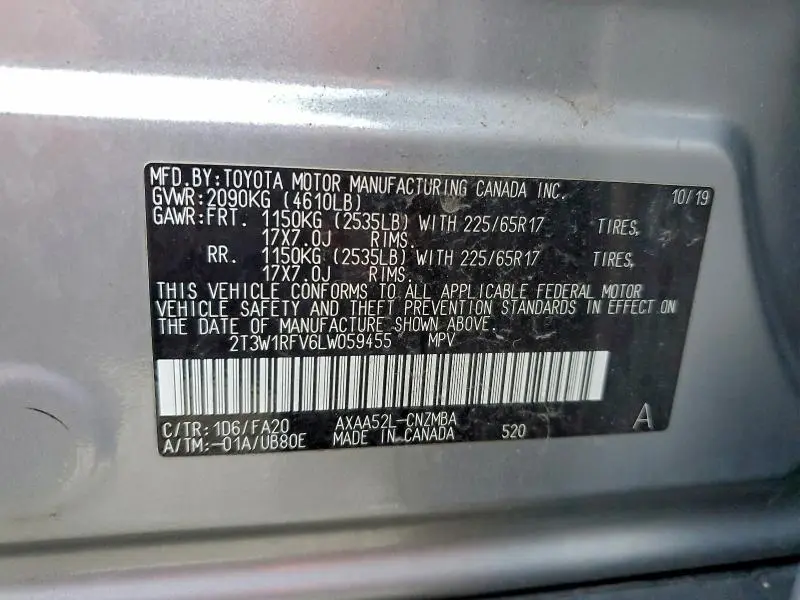 MFD.BY:TOYOTA MOTOR MANUFACTURING CANADA INC. 10/19
GVWR:2090KG (4610LB)
GAWR:FRT. 1150KG (2535LB) WITH 225/65R17 TIRES,
17X7.0J RIMS.
RR. 1150KG (2535LB) WITH 225/65R17 TIRES,
17X7.0J RIMS.
THIS VEHICLE CONFORMS TO ALL APPLICABLE FEDERAL MOTOR
VEHICLE SAFETY AND THEFT PREVENTION STANDARDS IN EFFECT ON
THE DATE OF MANUFACTURE SHOWN ABOVE.
2T3W1RFV6LW059455 MPV
C/TR:1D6/FA20 AXAA52L-CNZMBA A
A/TM:-01A/UB80E MADE IN CANADA 520